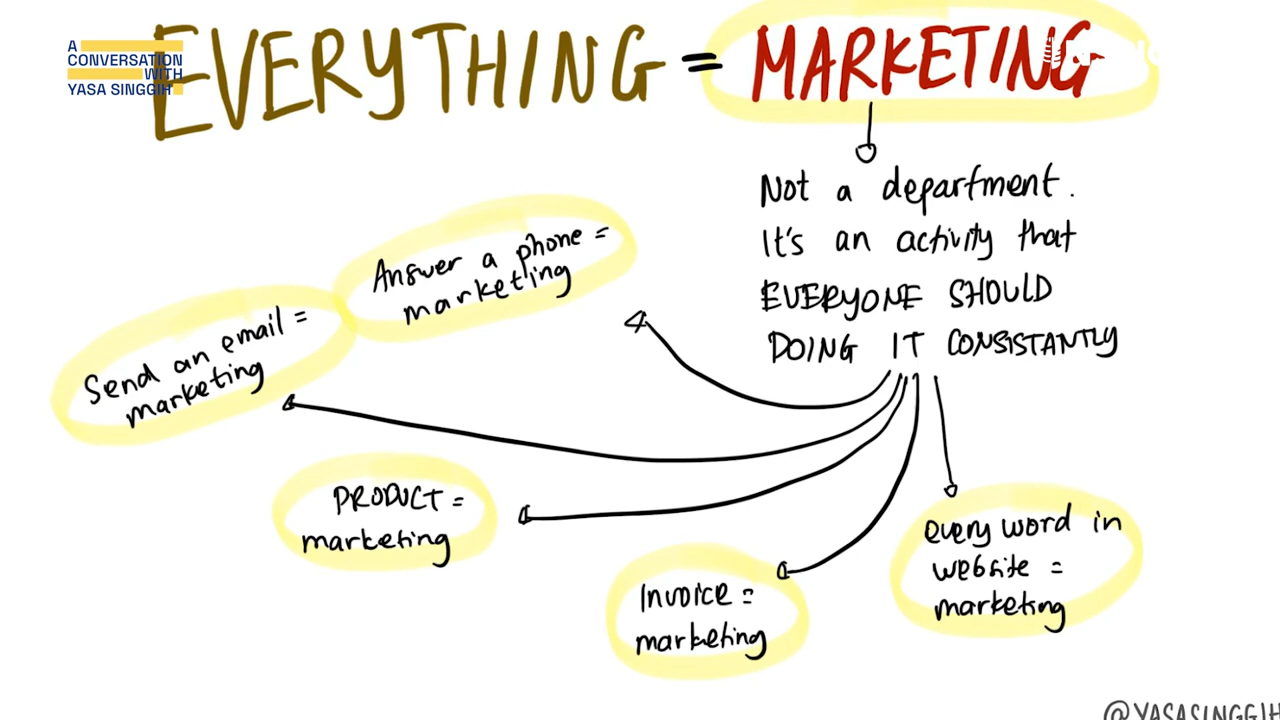 A
CONVERSATION
WITH
YASA SINGGIH
EVERYTHING = MARKETING
Not a department.
It's an activity that
EVERYONE SHOULD
DOING IT CONSISTANTLY
Answer a phone =
marketing
Send an email =
marketing
PRODUCT =
marketing
INVOICE =
marketing
every word in
website =
marketing
@YASASINGGIH